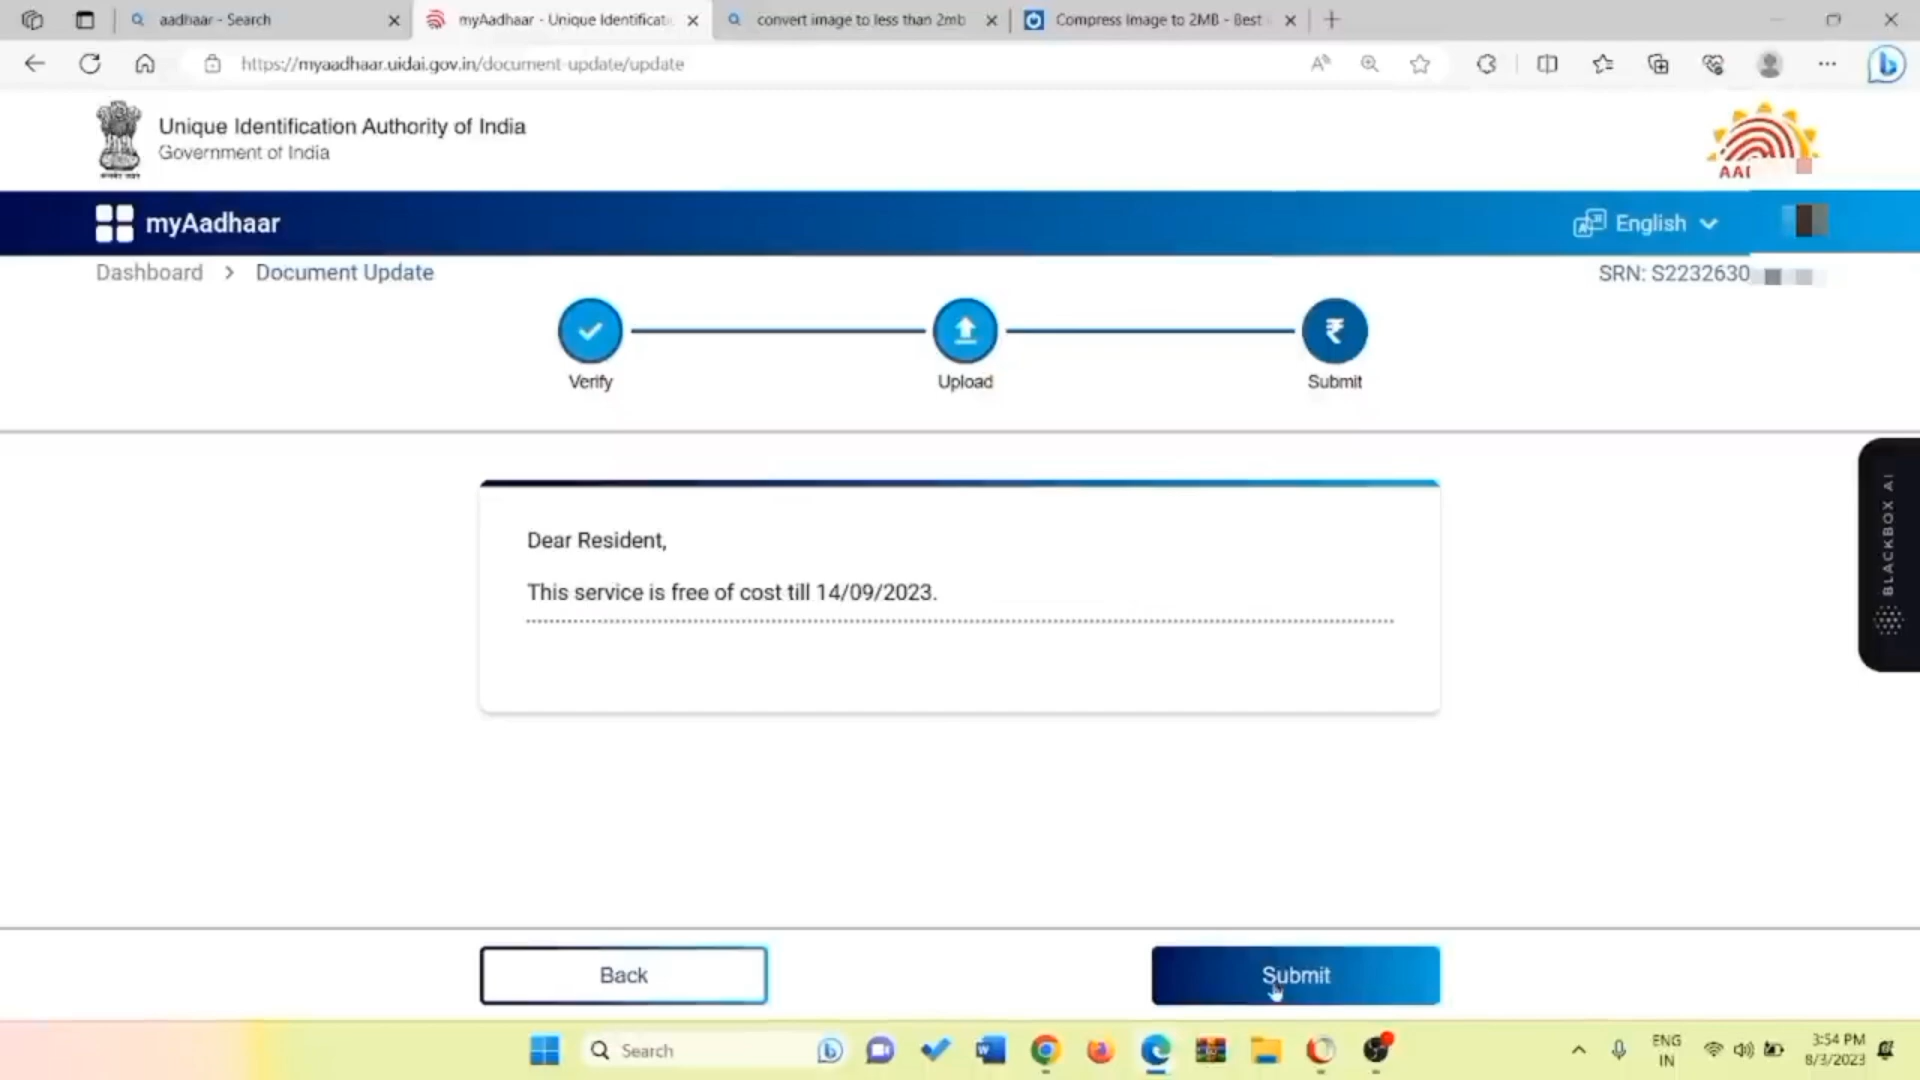 aadhaar - Search
myAadhaar - Unique Identificati
convert image to less than 2mb
Compress Image to 2MB - Best
https://myaadhaar.uidai.gov.in/document-update/update
Unique Identification Authority of India
Government of India
myAadhaar
English
Dashboard > Document Update
SRN: S2232630
Verify
Upload
Submit
BLACKBOX AI
Dear Resident,
This service is free of cost till 14/09/2023.
Back
Submit
Search
ENG
IN
3:54 PM
8/3/2023